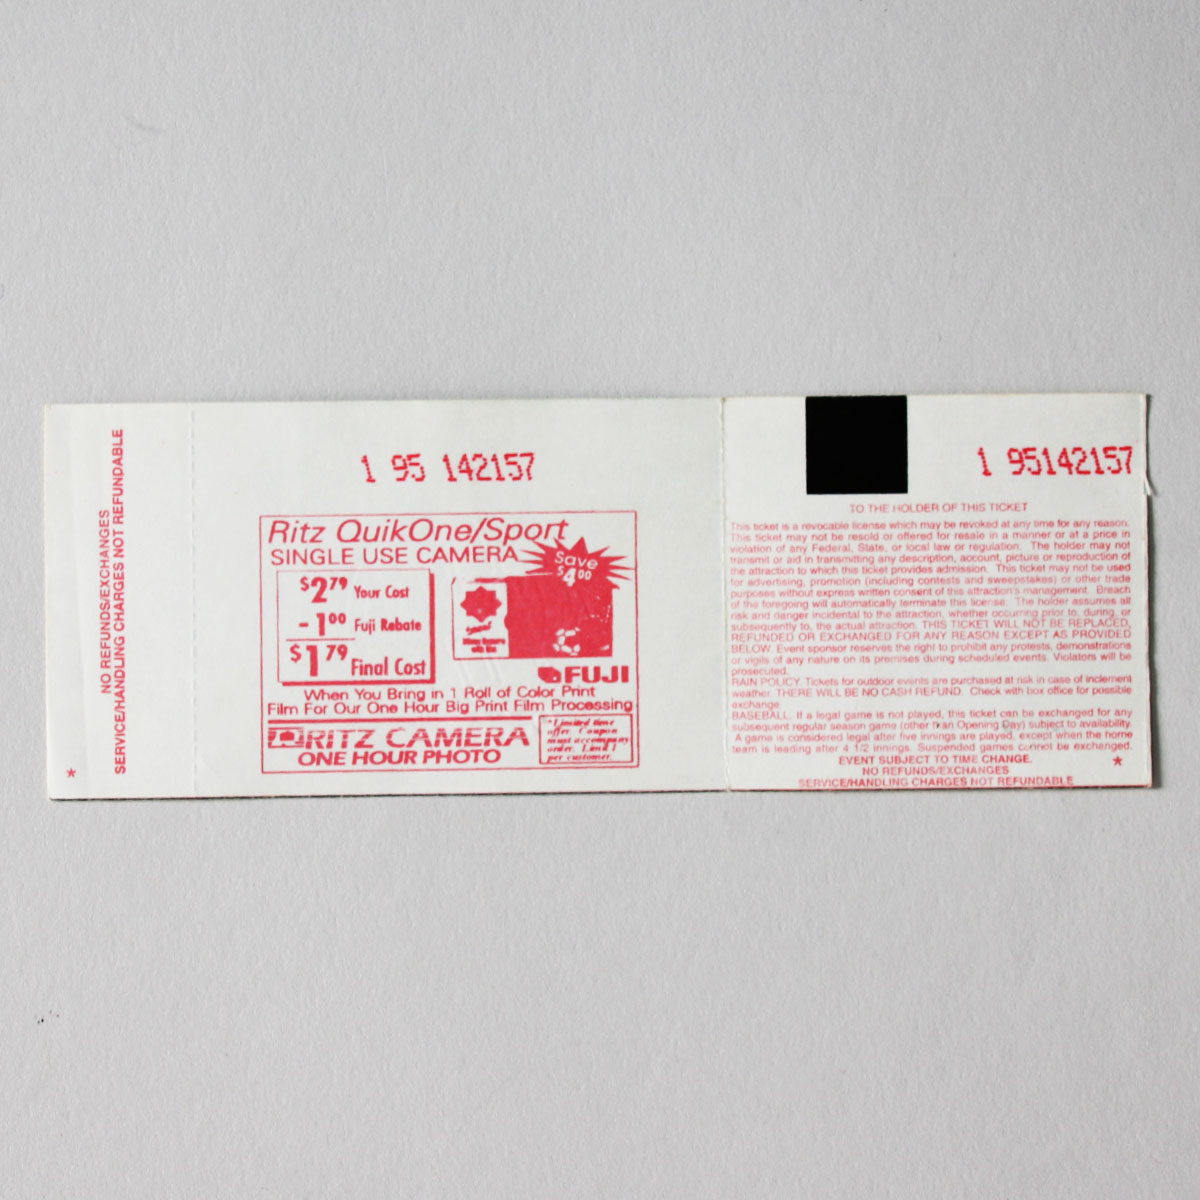 NO REFUNDS/EXCHANGES
SERVICE/HANDLING CHARGES NOT REFUNDABLE
*
1 95 142157
Ritz QuikOne/Sport
SINGLE USE CAMERA
Save
$4.00
$2.79 Your Cost
- 1.00 Fuji Rebate
$1.79 Final Cost
FUJI
When You Bring in 1 Roll of Color Print
Film For Our One Hour Big Print Film Processing
RITZ CAMERA
ONE HOUR PHOTO
*Limited time
offer. Coupon
must accompany
order. Limit 1
per customer.
1 95142157
TO THE HOLDER OF THIS TICKET
This ticket is a revocable license which may be revoked at any time for any reason.
This ticket may not be resold or offered for resale in a manner or at a price in
violation of any Federal, State, or local law or regulation. The holder may not
transmit or aid in transmitting any description, account, picture or reproduction of
the attraction to which this ticket provides admission. This ticket may not be used
for advertising, promotion (including contests and sweepstakes) or other trade
purposes without express written consent of this attraction's management. Breach
of the foregoing will automatically terminate this license. The holder assumes all
risk and danger incidental to the attraction, whether occurring prior to, during, or
subsequently to, the actual attraction. THIS TICKET WILL NOT BE REPLACED,
REFUNDED OR EXCHANGED FOR ANY REASON EXCEPT AS PROVIDED
BELOW. Event sponsor reserves the right to prohibit any protests, demonstrations
or vigils of any nature on its premises during scheduled events. Violators will be
prosecuted.
RAIN POLICY. Tickets for outdoor events are purchased at risk in case of inclement
weather. THERE WILL BE NO CASH REFUND. Check with box office for possible
exchange.
BASEBALL. If a legal game is not played, this ticket can be exchanged for any
subsequent regular season game (other than Opening Day) subject to availability.
A game is considered legal after five innings are played, except when the home
team is leading after 4 1/2 innings. Suspended games cannot be exchanged.
EVENT SUBJECT TO TIME CHANGE. *
NO REFUNDS/EXCHANGES
SERVICE/HANDLING CHARGES NOT REFUNDABLE